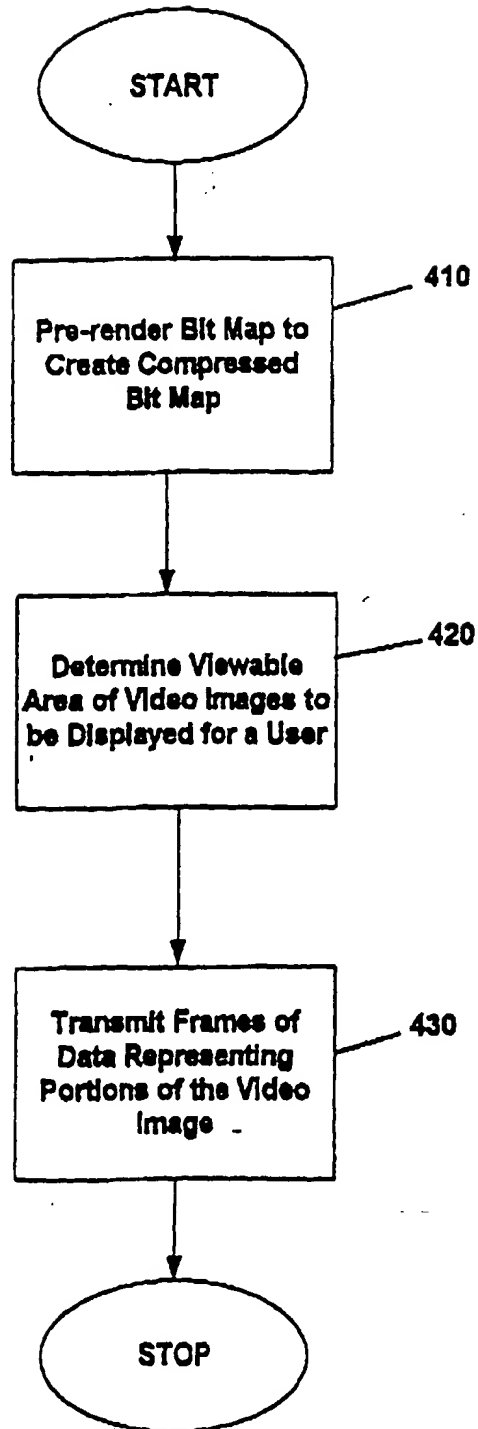 START
410
Pre-render Bit Map to
Create Compressed
Bit Map
420
Determine Viewable
Area of Video Images to
be Displayed for a User
430
Transmit Frames of
Data Representing
Portions of the Video
Image
STOP